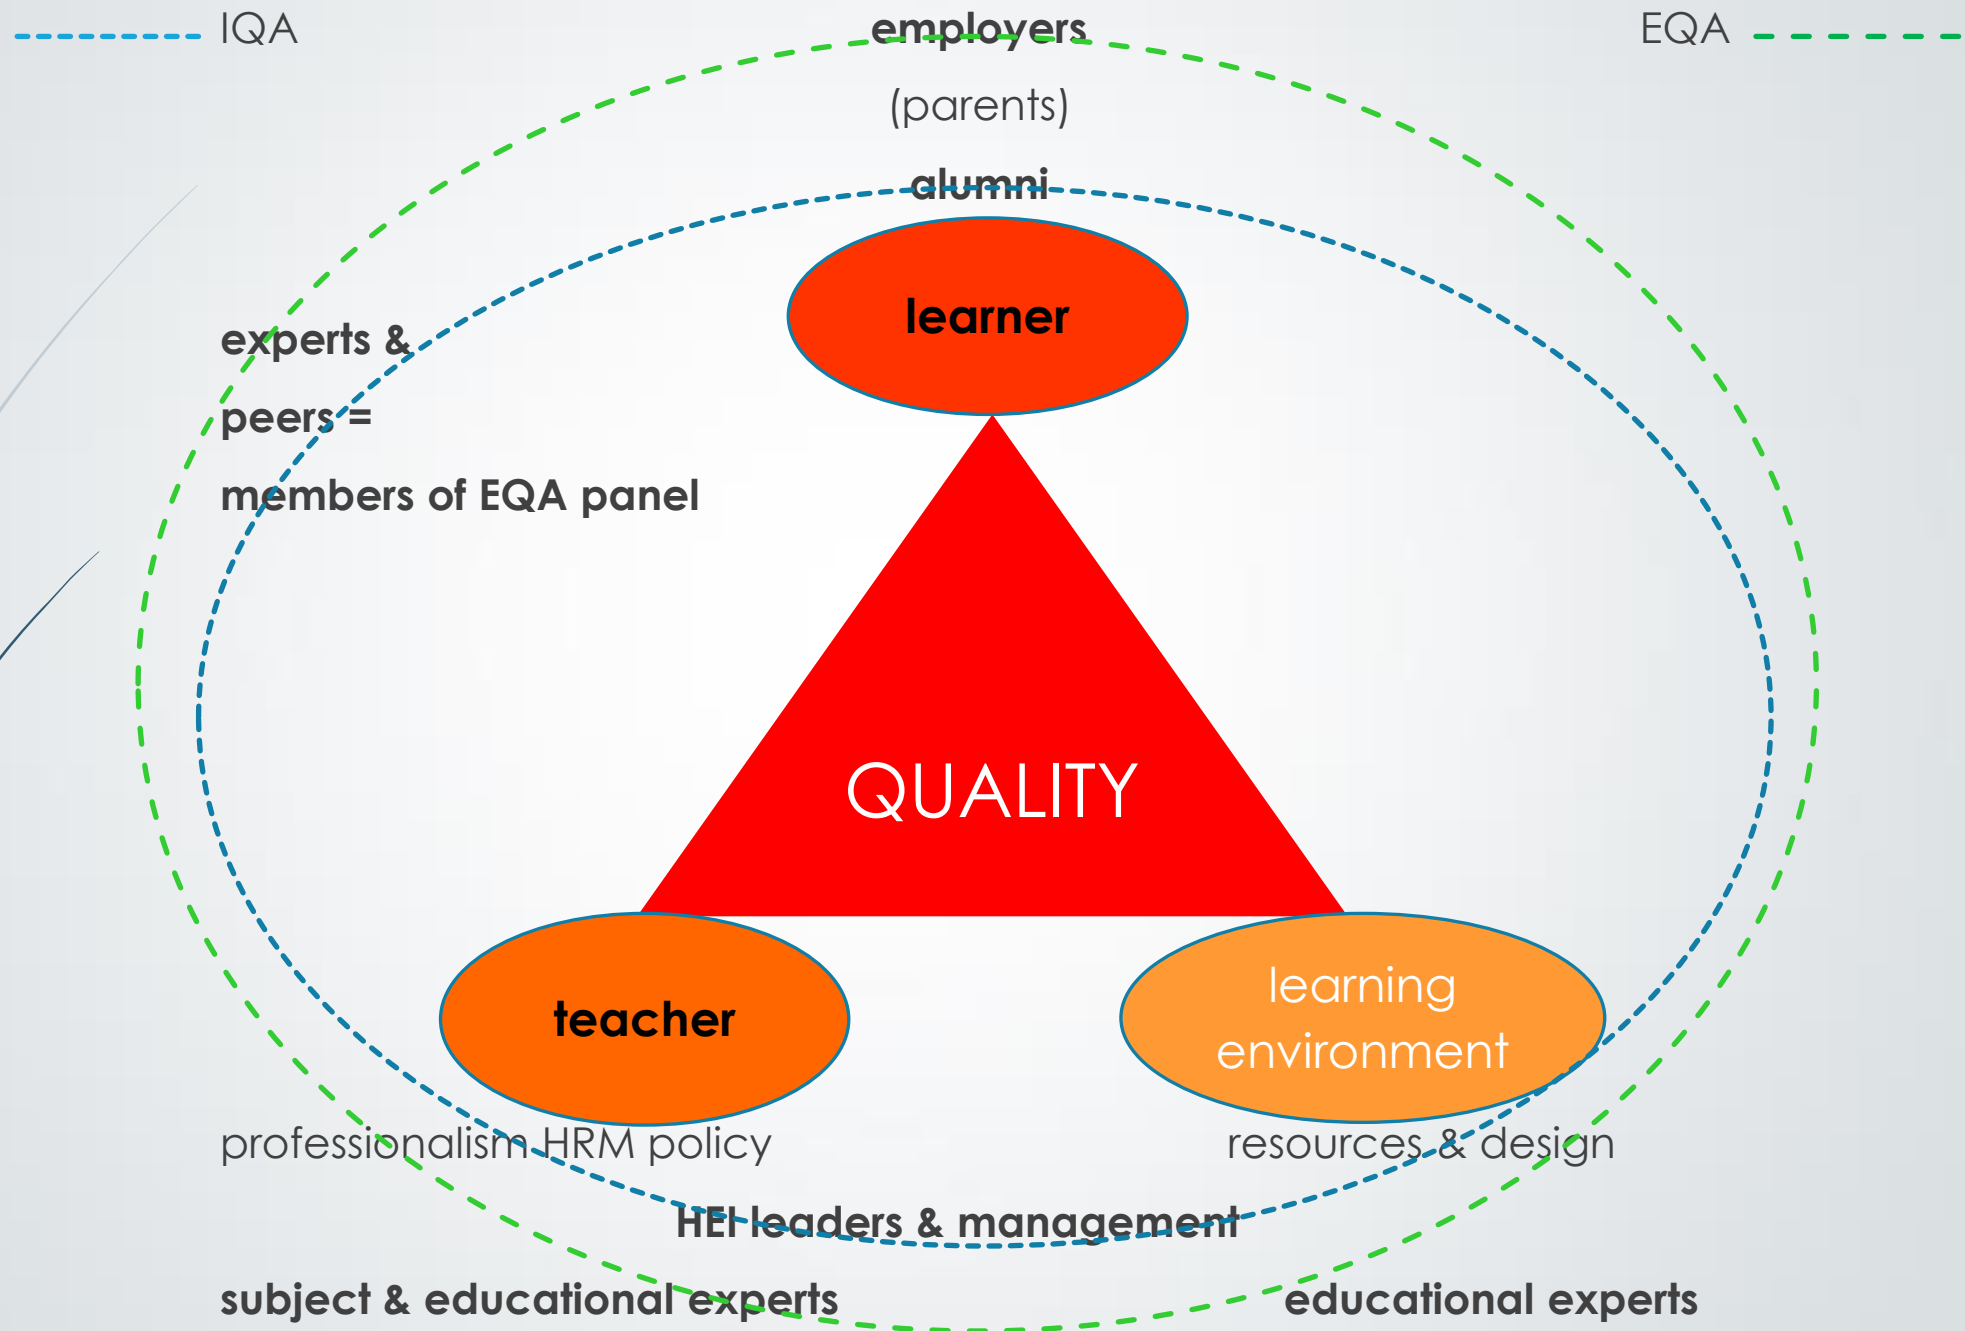 IQA
employers
EQA
(parents)
alumni
learner
experts &
peers =
members of EQA panel
QUALITY
teacher
learning
environment
professionalism HRM policy
resources & design
HEI leaders & management
subject & educational experts
educational experts